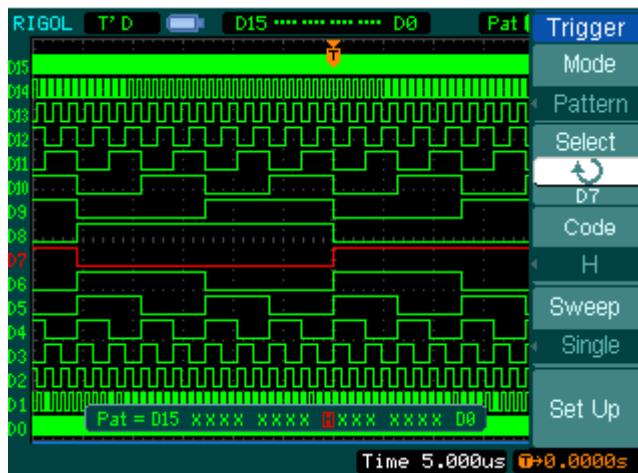 RIGOL T'D D15 ···· ···· ···· ···· D0 Pat
Trigger
Mode
Pattern
Select
D7
Code
H
Sweep
Single
Set Up
T
D15
D14
D13
D12
D11
D10
D9
D8
D7
D6
D5
D4
D3
D2
D1
D0
Pat = D15 XXXX XXXX HXXX XXXX D0
Time 5.000us T→0.0000s